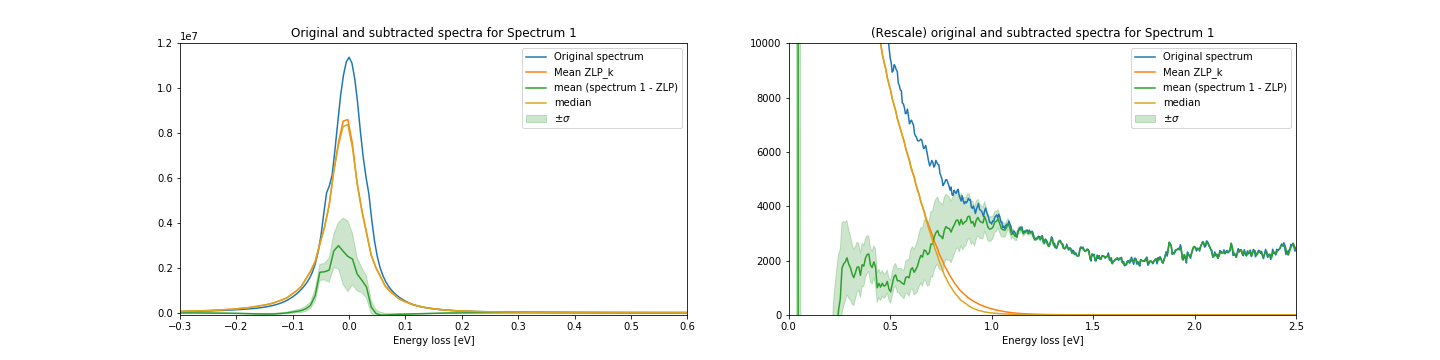 Original and subtracted spectra for Spectrum 1
1e7
1.2
1.0
0.8
0.6
0.4
0.2
0.0
−0.3 −0.2 −0.1 0.0 0.1 0.2 0.3 0.4 0.5 0.6
Energy loss [eV]
Original spectrum
Mean ZLP_k
mean (spectrum 1 - ZLP)
median
±σ
(Rescale) original and subtracted spectra for Spectrum 1
10000
8000
6000
4000
2000
0
0.0 0.5 1.0 1.5 2.0 2.5
Energy loss [eV]
Original spectrum
Mean ZLP_k
mean (spectrum 1 - ZLP)
median
±σ